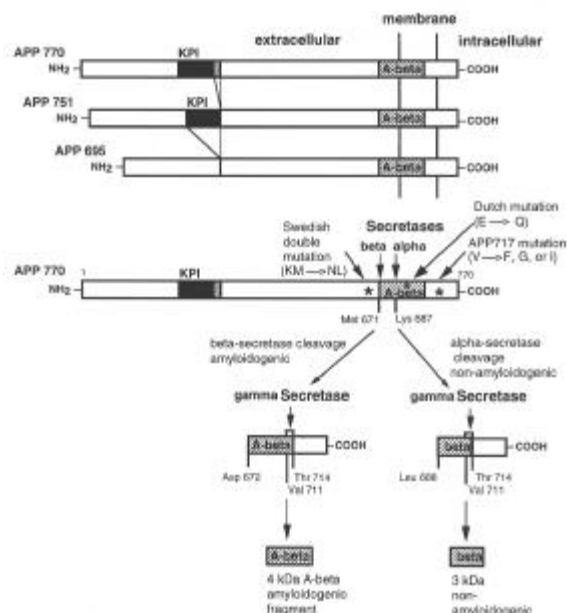 membrane
extracellular
intracellular
APP 770
KPI
NH2
A-beta
COOH
APP 751
KPI
NH2
A-beta
COOH
APP 695
NH2
A-beta
COOH
Dutch mutation
(E → Q)
Swedish
double
mutation
(KM → NL)
Secretases
beta alpha
APP717 mutation
(V → F, G, or I)
APP 770
1
KPI
770
NH2
*
A-beta
*
*
COOH
Met 671
Lys 687
beta-secretase cleavage
amyloidogenic
alpha-secretase
cleavage
non-amyloidogenic
gamma Secretase
gamma Secretase
A-beta
COOH
beta
COOH
Asp 672
Thr 714
Val 711
Leu 688
Thr 714
Val 711
A-beta
beta
4 kDa A-beta
amyloidogenic
fragment
3 kDa
non-
amyloidogenic